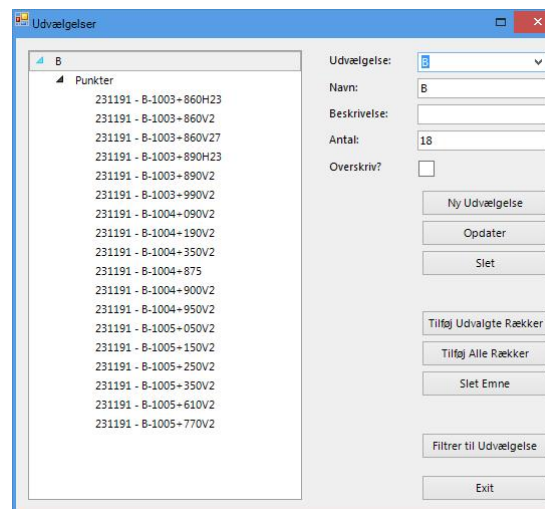 Udvælgelser
B
Punkter
231191 - B-1003+860H23
231191 - B-1003+860V2
231191 - B-1003+860V27
231191 - B-1003+890H23
231191 - B-1003+890V2
231191 - B-1003+990V2
231191 - B-1004+090V2
231191 - B-1004+190V2
231191 - B-1004+350V2
231191 - B-1004+875
231191 - B-1004+900V2
231191 - B-1004+950V2
231191 - B-1005+050V2
231191 - B-1005+150V2
231191 - B-1005+250V2
231191 - B-1005+350V2
231191 - B-1005+610V2
231191 - B-1005+770V2
Udvælgelse: B
Navn: B
Beskrivelse:
Antal: 18
Overskriv?
Ny Udvælgelse
Opdater
Slet
Tilføj Udvalgte Rækker
Tilføj Alle Rækker
Slet Emne
Filtrer til Udvælgelse
Exit